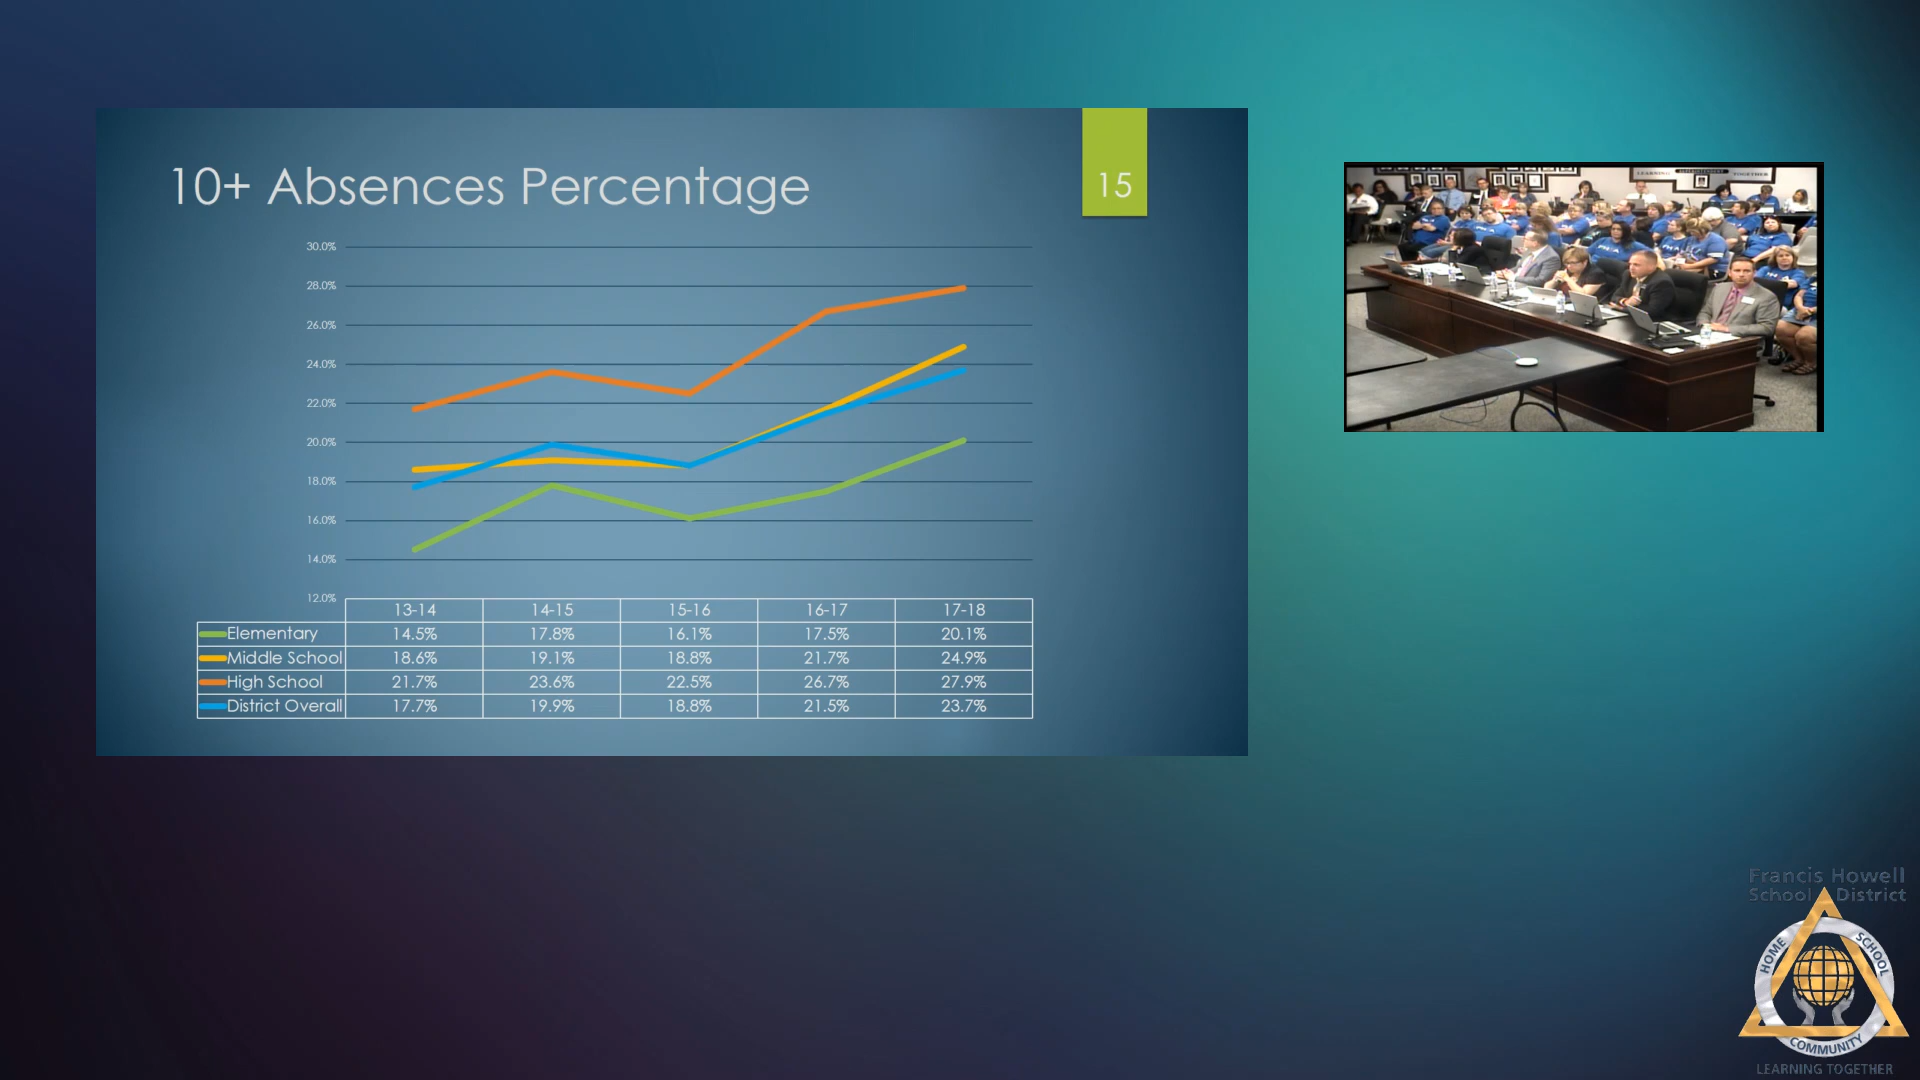 10+ Absences Percentage
15
30.0%
28.0%
26.0%
24.0%
22.0%
20.0%
18.0%
16.0%
14.0%
12.0%
13-14 14-15 15-16 16-17 17-18
Elementary 14.5% 17.8% 16.1% 17.5% 20.1%
Middle School 18.6% 19.1% 18.8% 21.7% 24.9%
High School 21.7% 23.6% 22.5% 26.7% 27.9%
District Overall 17.7% 19.9% 18.8% 21.5% 23.7%
LEARNING TOGETHER
Francis Howell
School District
HOME SCHOOL
COMMUNITY
LEARNING TOGETHER